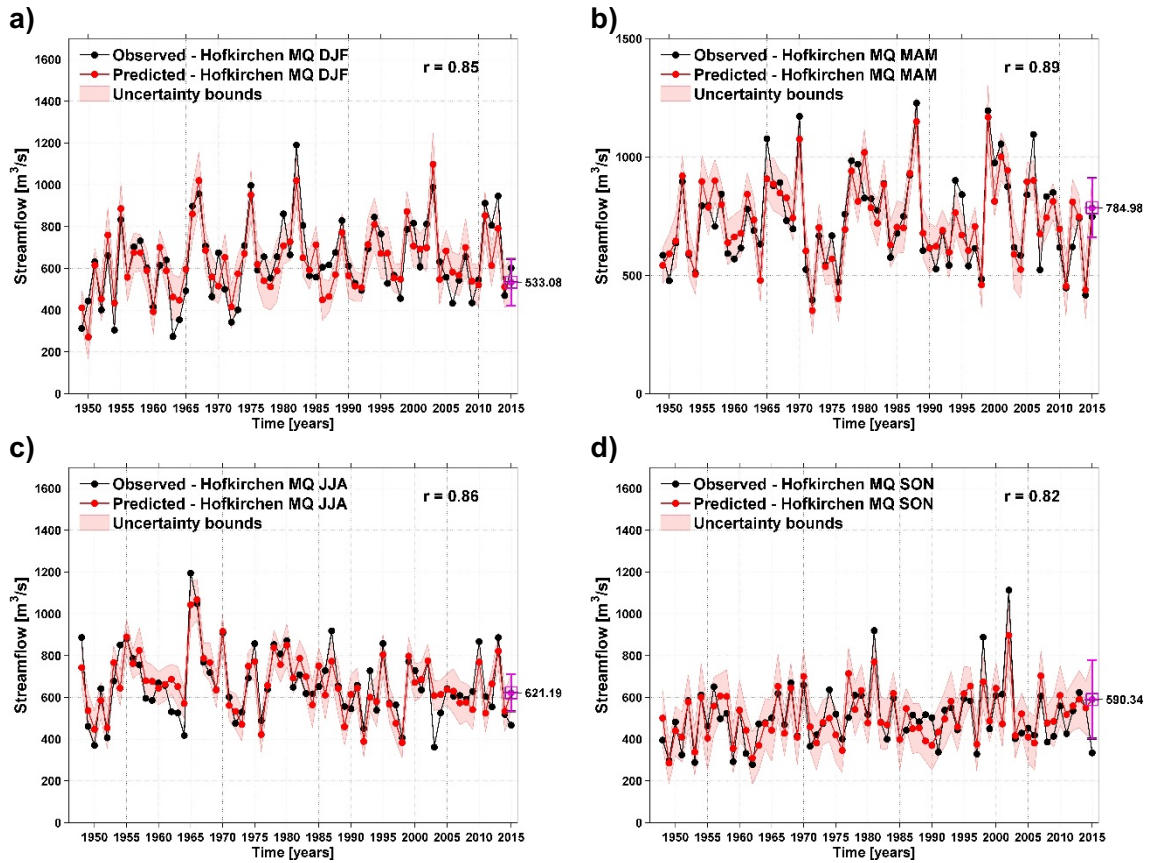 a)
Observed - Hofkirchen MQ DJF
Predicted - Hofkirchen MQ DJF
Uncertainty bounds
r = 0.85
Streamflow [m³/s]
1600
1400
1200
1000
800
600
400
200
0
533.08
1950 1955 1960 1965 1970 1975 1980 1985 1990 1995 2000 2005 2010 2015
Time [years]
b)
Observed - Hofkirchen MQ MAM
Predicted - Hofkirchen MQ MAM
Uncertainty bounds
r = 0.89
Streamflow [m³/s]
1500
1000
500
0
784.98
1950 1955 1960 1965 1970 1975 1980 1985 1990 1995 2000 2005 2010 2015
Time [years]
c)
Observed - Hofkirchen MQ JJA
Predicted - Hofkirchen MQ JJA
Uncertainty bounds
r = 0.86
Streamflow [m³/s]
1600
1400
1200
1000
800
600
400
200
0
621.19
1950 1955 1960 1965 1970 1975 1980 1985 1990 1995 2000 2005 2010 2015
Time [years]
d)
Observed - Hofkirchen MQ SON
Predicted - Hofkirchen MQ SON
Uncertainty bounds
r = 0.82
Streamflow [m³/s]
1600
1400
1200
1000
800
600
400
200
0
590.34
1950 1955 1960 1965 1970 1975 1980 1985 1990 1995 2000 2005 2010 2015
Time [years]